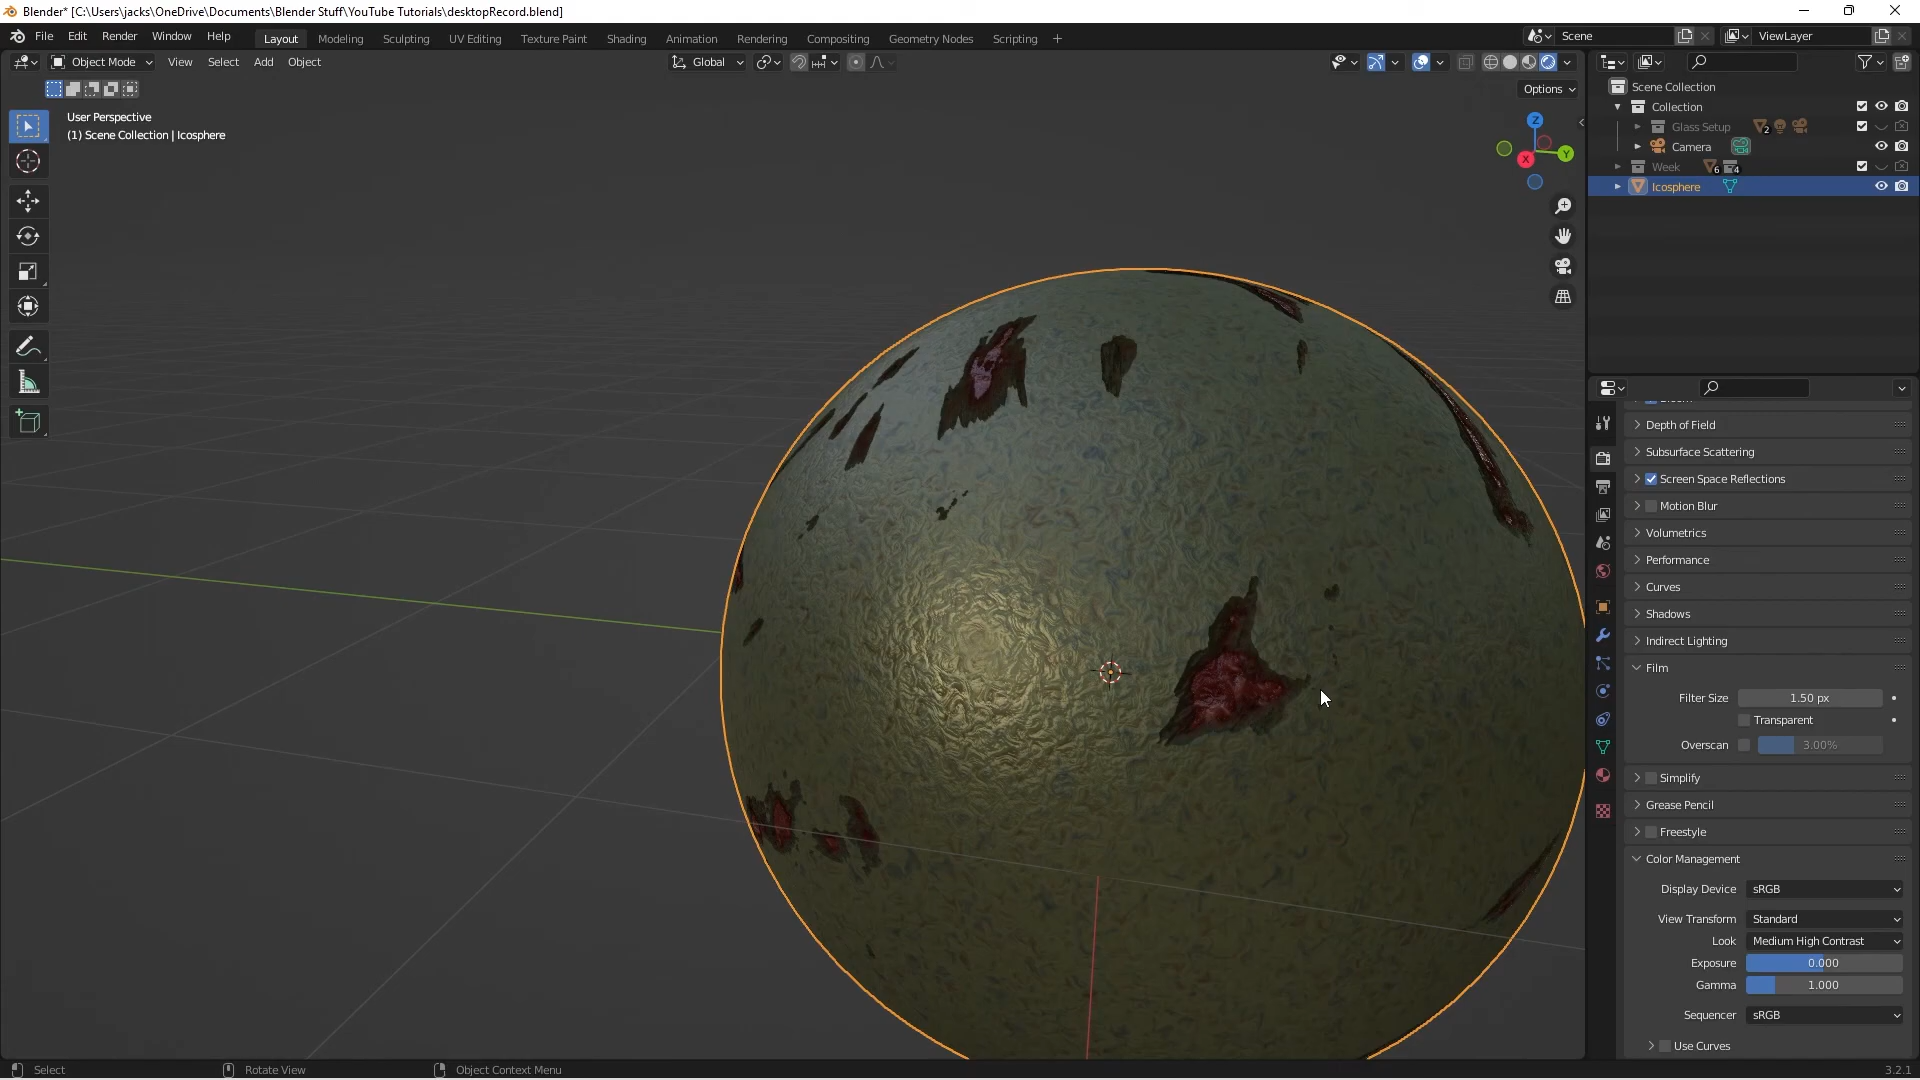 Blender* [C:\Users\jacks\OneDrive\Documents\Blender Stuff\YouTube Tutorials\desktopRecord.blend]
File Edit Render Window Help Layout Modeling Sculpting UV Editing Texture Paint Shading Animation Rendering Compositing Geometry Nodes Scripting + Scene ViewLayer
Object Mode View Select Add Object Global
Options
User Perspective
(1) Scene Collection | Icosphere
Z
Y
X
Scene Collection
Collection
Glass Setup 2
Camera
Week 6 4
Icosphere
Depth of Field
Subsurface Scattering
Screen Space Reflections
Motion Blur
Volumetrics
Performance
Curves
Shadows
Indirect Lighting
Film
Filter Size 1.50 px
Transparent
Overscan 3.00%
Simplify
Grease Pencil
Freestyle
Color Management
Display Device sRGB
View Transform Standard
Look Medium High Contrast
Exposure 0.000
Gamma 1.000
Sequencer sRGB
Use Curves
Select Rotate View Object Context Menu 3.2.1